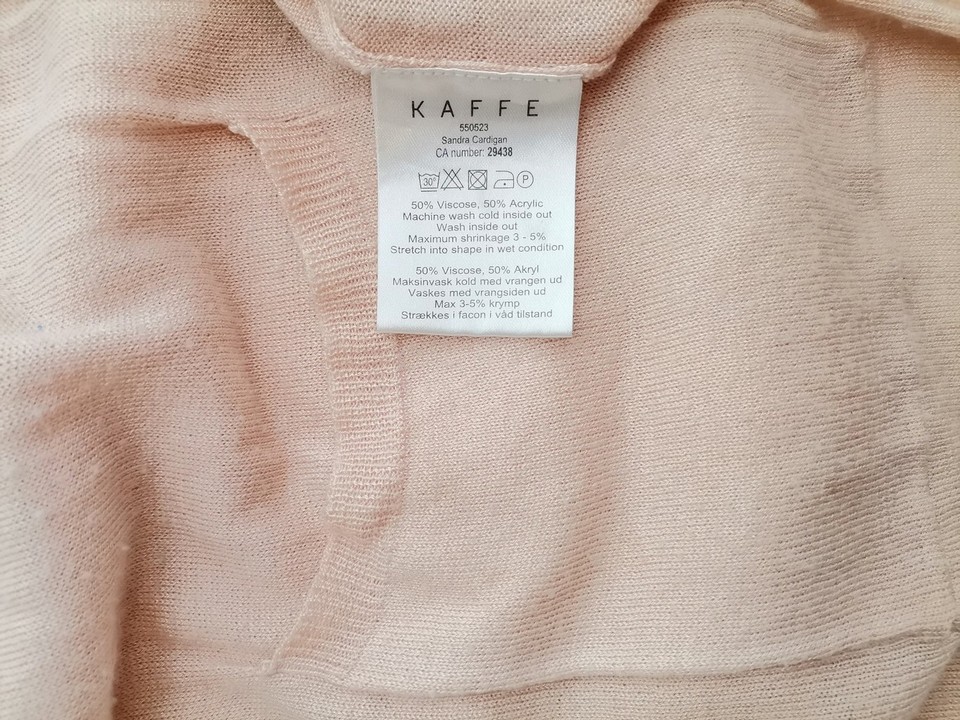 KAFFE
550523
Sandra Cardigan
CA number: 29438
30° P
50% Viscose, 50% Acrylic
Machine wash cold inside out
Wash inside out
Maximum shrinkage 3 - 5%
Stretch into shape in wet condition
50% Viscose, 50% Akryl
Maksinvask kold med vrangen ud
Vaskes med vrangsiden ud
Max 3-5% krymp
Strækkes i facon i våd tilstand